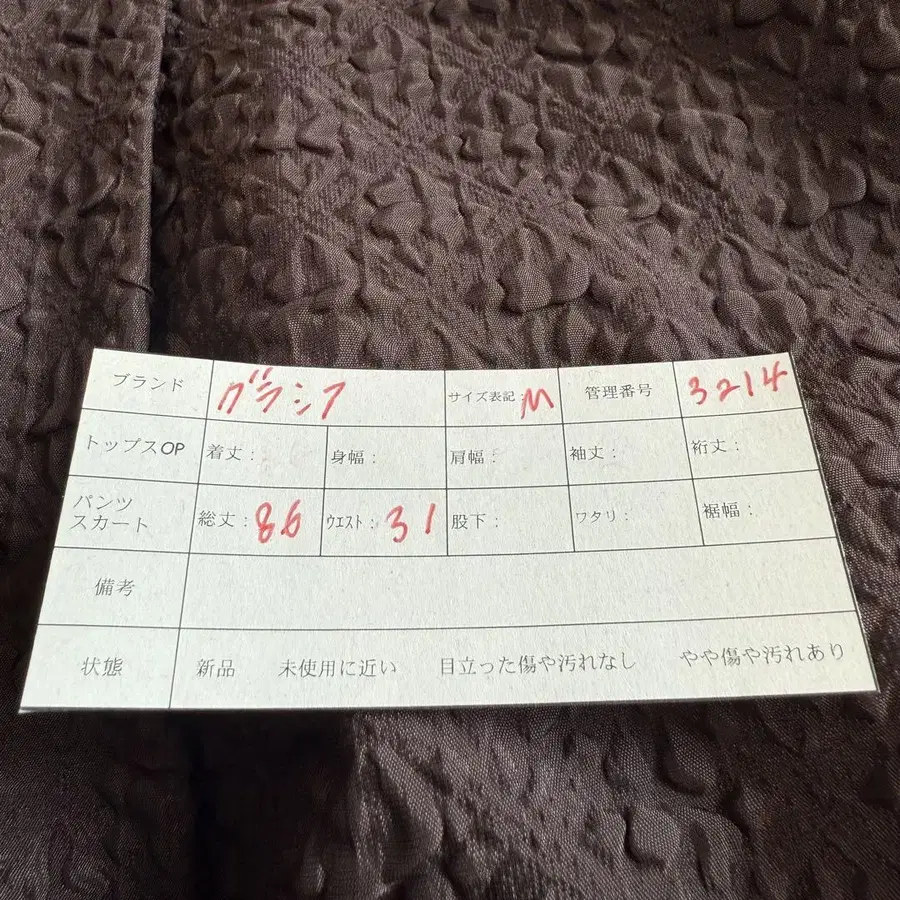 ブランド グラシア サイズ表記:M 管理番号 3214
トップスOP 着丈: 身幅: 肩幅: 袖丈: 裄丈:
パンツ
スカート 総丈:86 ウエスト:31 股下: ワタリ: 裾幅:
備考
状態 新品 未使用に近い 目立った傷や汚れなし やや傷や汚れあり